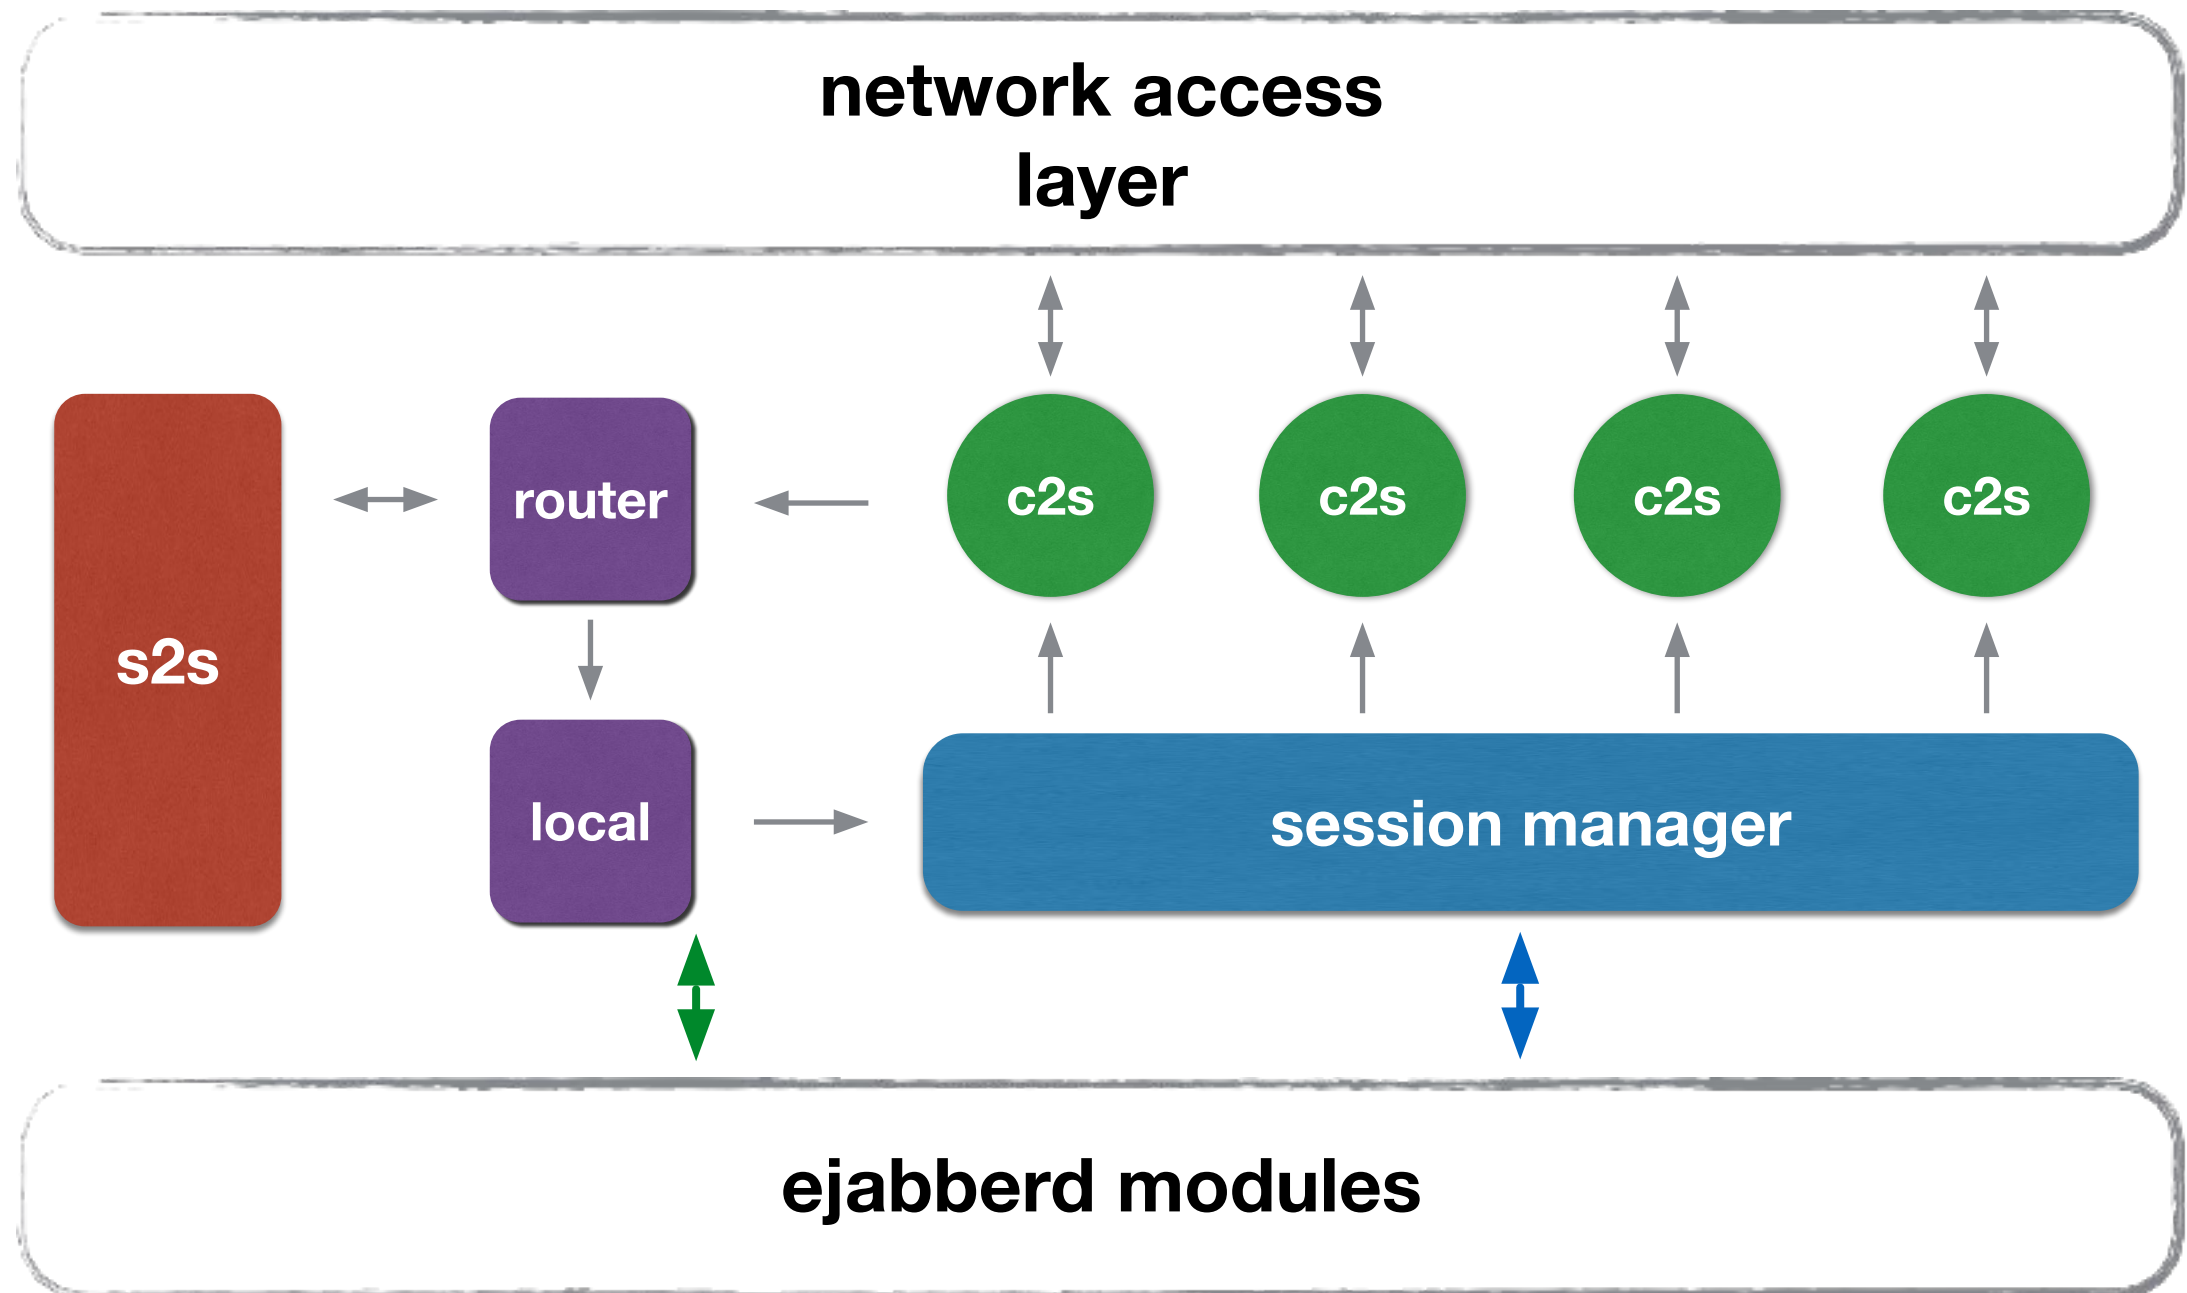 network access
layer
router
c2s
c2s
c2s
c2s
s2s
local
session manager
ejabberd modules